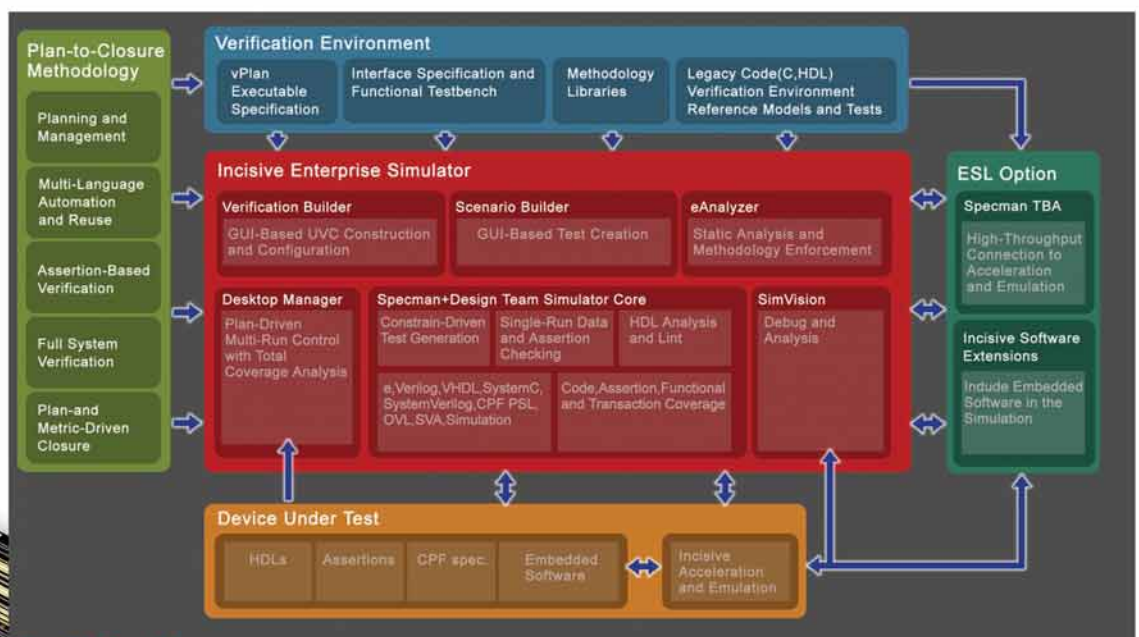 Plan-to-Closure
Methodology
Planning and
Management
Multi-Language
Automation
and Reuse
Assertion-Based
Verification
Full System
Verification
Plan-and
Metric-Driven
Closure
Verification Environment
vPlan
Executable
Specification
Interface Specification and
Functional Testbench
Methodology
Libraries
Legacy Code(C,HDL)
Verification Environment
Reference Models and Tests
Incisive Enterprise Simulator
Verification Builder
GUI-Based UVC Construction
and Configuration
Scenario Builder
GUI-Based Test Creation
eAnalyzer
Static Analysis and
Methodology Enforcement
Desktop Manager
Plan-Driven
Multi-Run Control
with Total
Coverage Analysis
Specman+Design Team Simulator Core
Constrain-Driven
Test Generation
Single-Run Data
and Assertion
Checking
HDL Analysis
and Lint
e,Verilog,VHDL,SystemC,
SystemVerilog,CPF PSL,
OVL,SVA,Simulation
Code,Assertion,Functional
and Transaction Coverage
SimVision
Debug and
Analysis
ESL Option
Specman TBA
High-Throughput
Connection to
Acceleration
and Emulation
Incisive Software
Extensions
Indude Embedded
Software in the
Simulation
Device Under Test
HDLs
Assertions
CPF spec.
Embedded
Software
Incisive
Acceleration
and Emulation